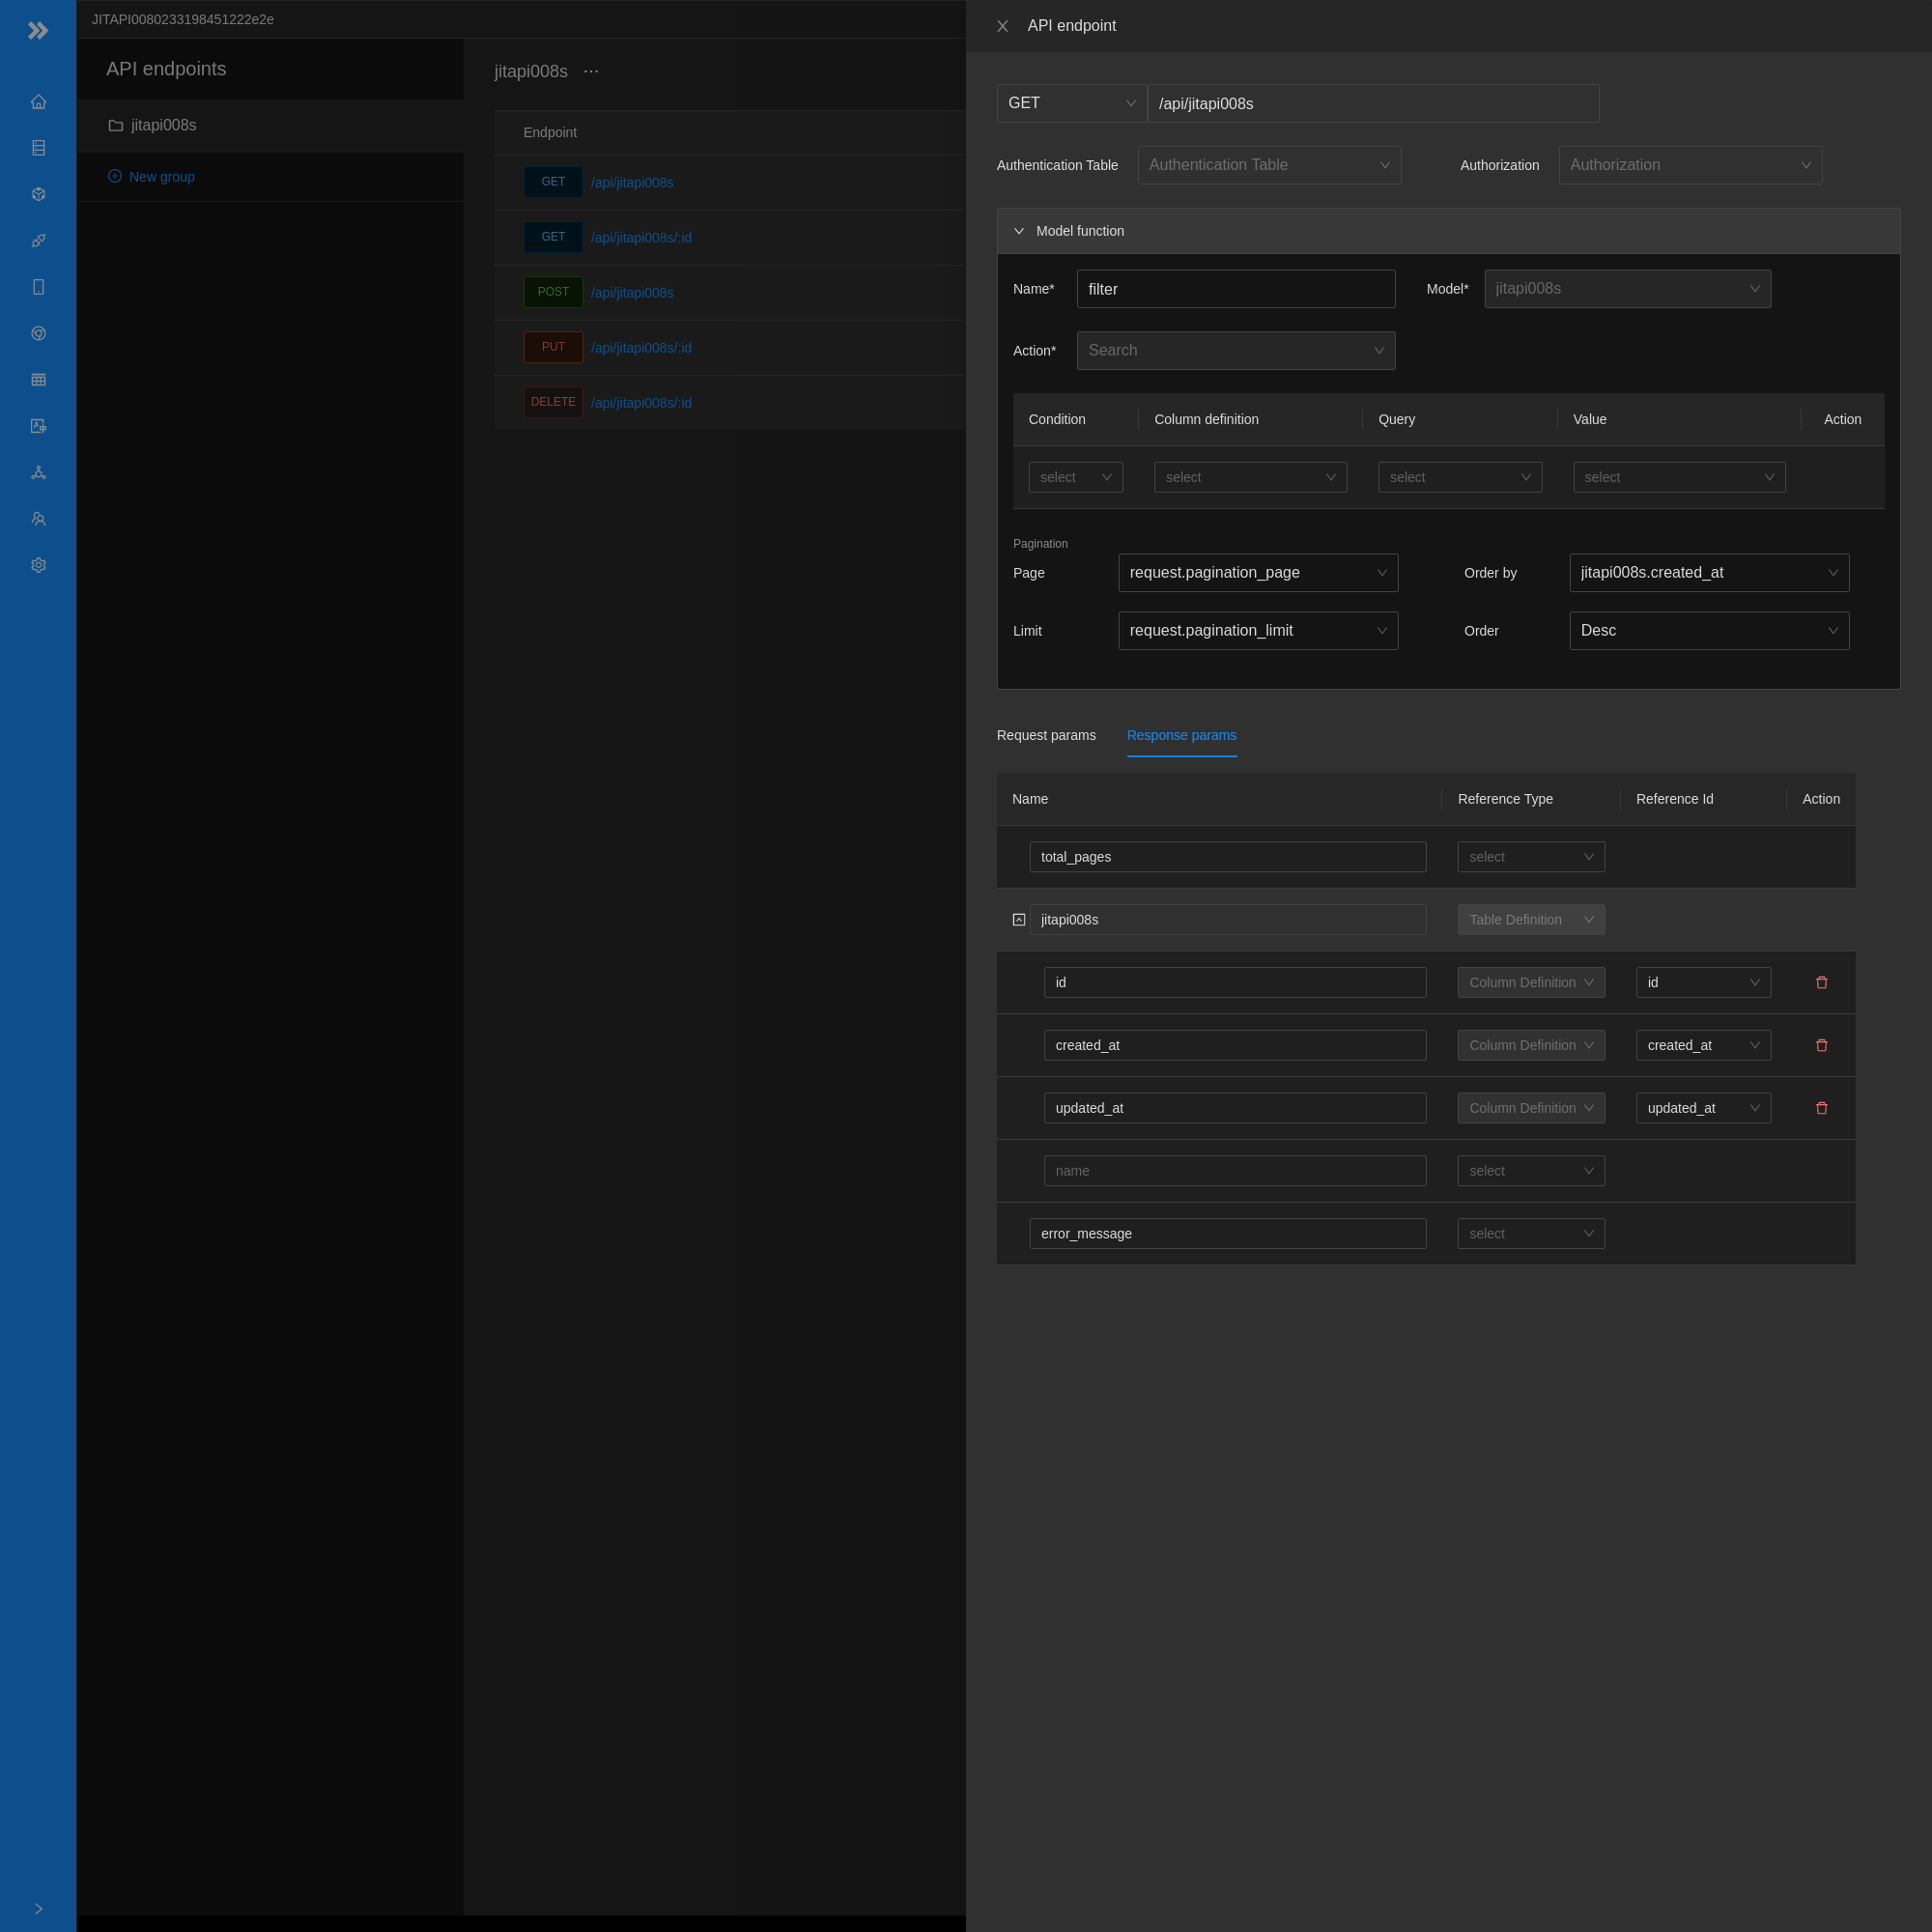 JITAPI0080233198451222e2e
API endpoints
jitapi008s
New group
jitapi008s ···
Endpoint
GET /api/jitapi008s
GET /api/jitapi008s/:id
POST /api/jitapi008s
PUT /api/jitapi008s/:id
DELETE /api/jitapi008s/:id
API endpoint
GET /api/jitapi008s
Authentication Table Authentication Table Authorization Authorization
Model function
Name* filter Model* jitapi008s
Action* Search
Condition Column definition Query Value Action
select select select select
Pagination
Page request.pagination_page Order by jitapi008s.created_at
Limit request.pagination_limit Order Desc
Request params Response params
Name Reference Type Reference Id Action
total_pages select
jitapi008s Table Definition
id Column Definition id
created_at Column Definition created_at
updated_at Column Definition updated_at
name select
error_message select